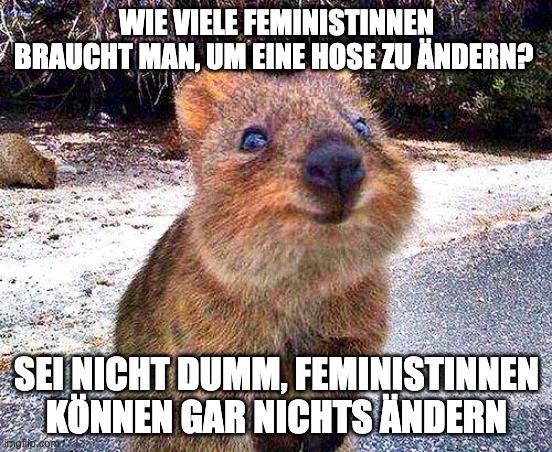 WIE VIELE FEMINISTINNEN
BRAUCHT MAN, UM EINE HOSE ZU ÄNDERN?
SEI NICHT DUMM, FEMINISTINNEN
KÖNNEN GAR NICHTS ÄNDERN
imgflip.com